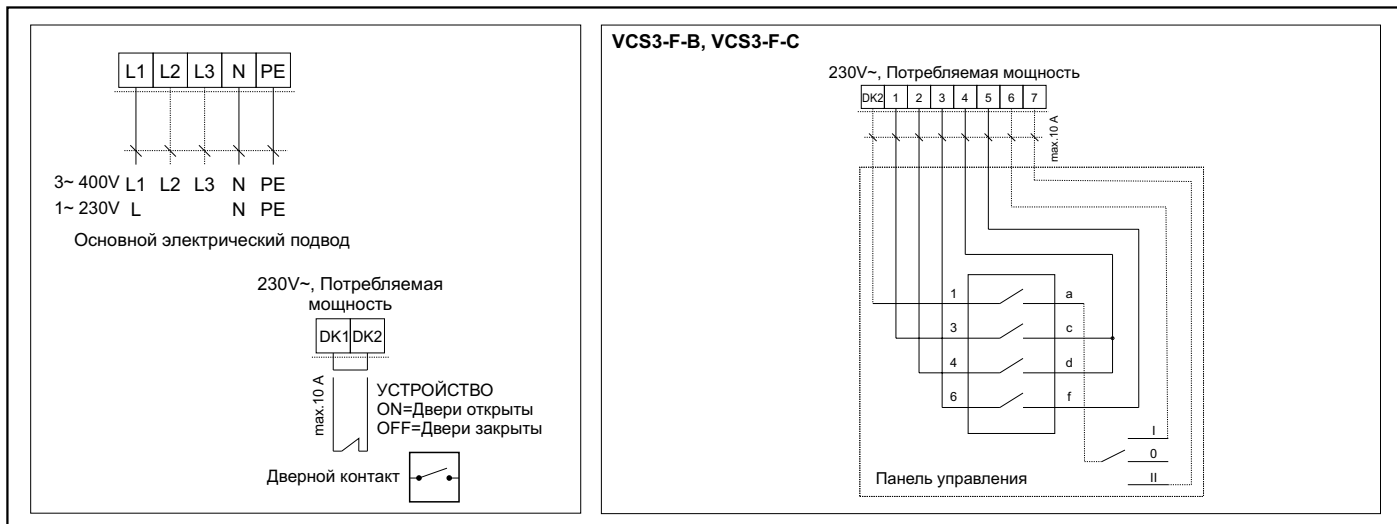 L1 L2 L3 N PE
3~ 400V L1 L2 L3 N PE
1~ 230V L N PE
Основной электрический подвод
230V~, Потребляемая
мощность
DK1 DK2
max.10 A
УСТРОЙСТВО
ON=Двери открыты
OFF=Двери закрыты
Дверной контакт
VCS3-F-B, VCS3-F-C
230V~, Потребляемая мощность
DK2 1 2 3 4 5 6 7
max.10 A
1 a
3 c
4 d
6 f
I
0
II
Панель управления